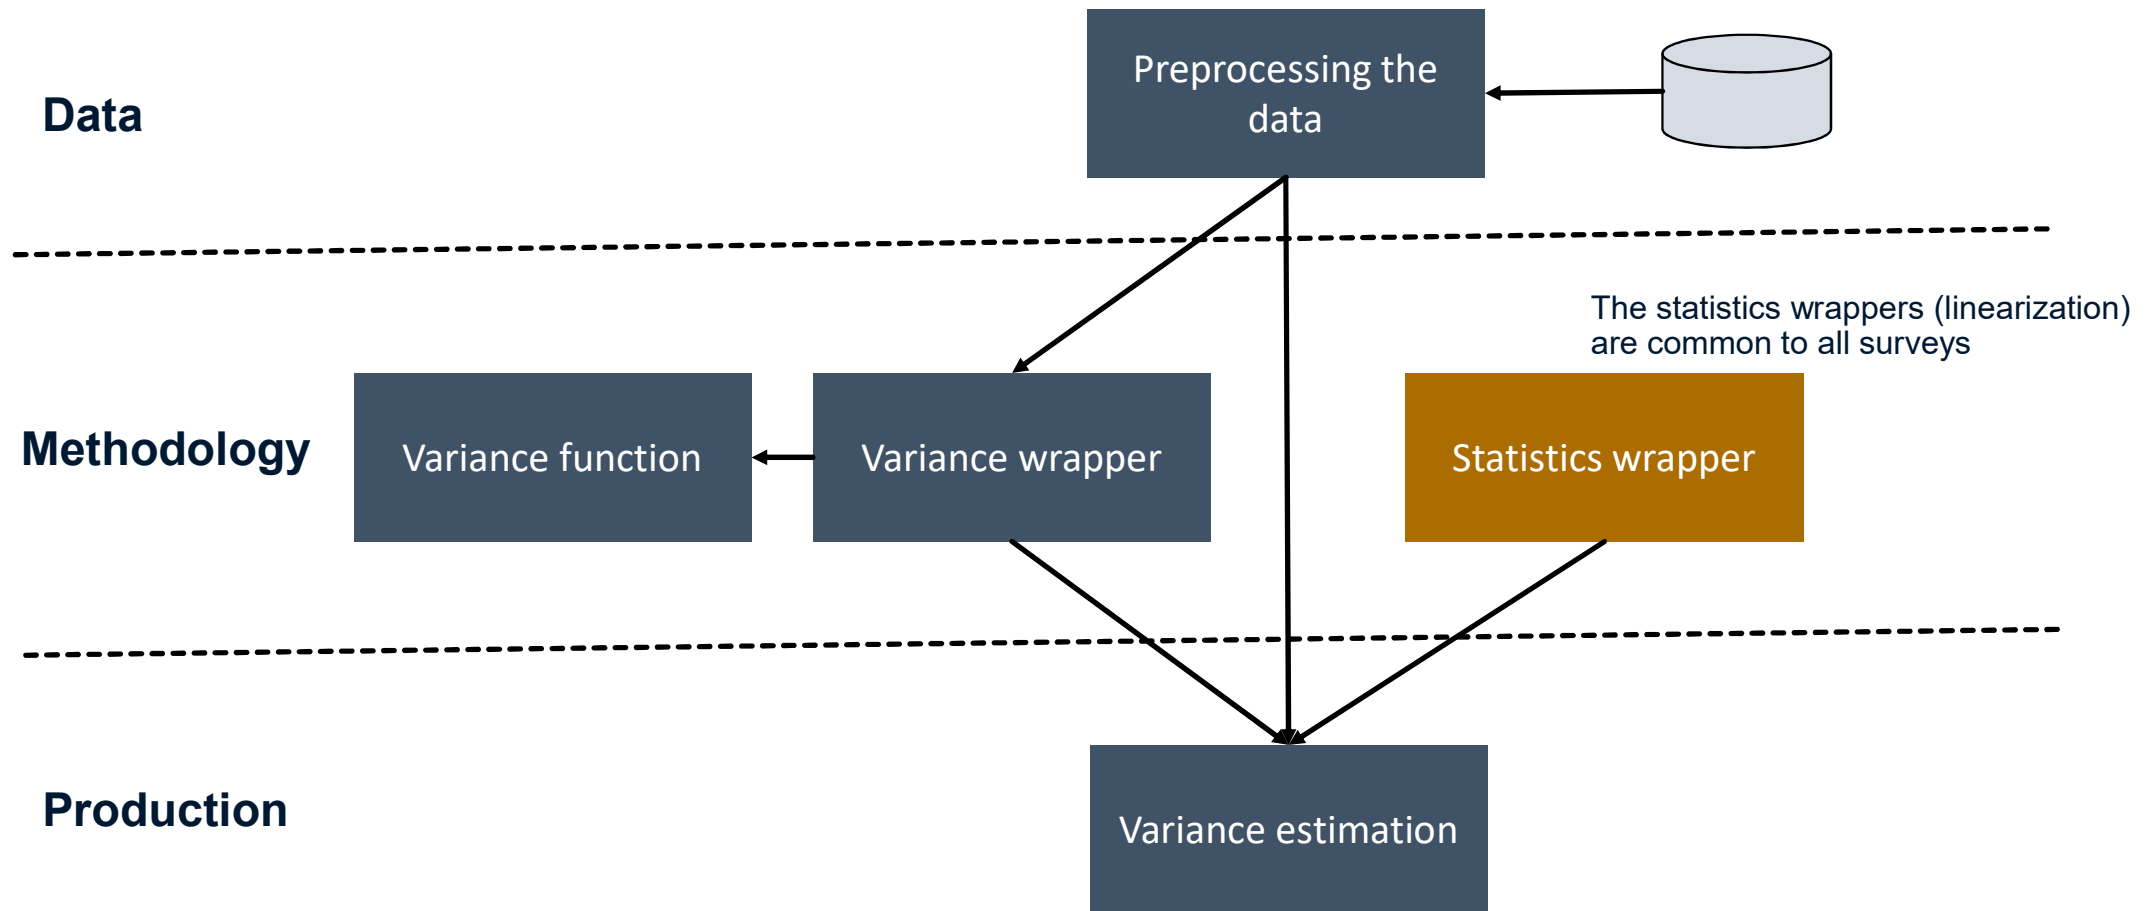 Preprocessing the
data
Data
The statistics wrappers (linearization)
are common to all surveys
Methodology
Variance function
Variance wrapper
Statistics wrapper
Production
Variance estimation